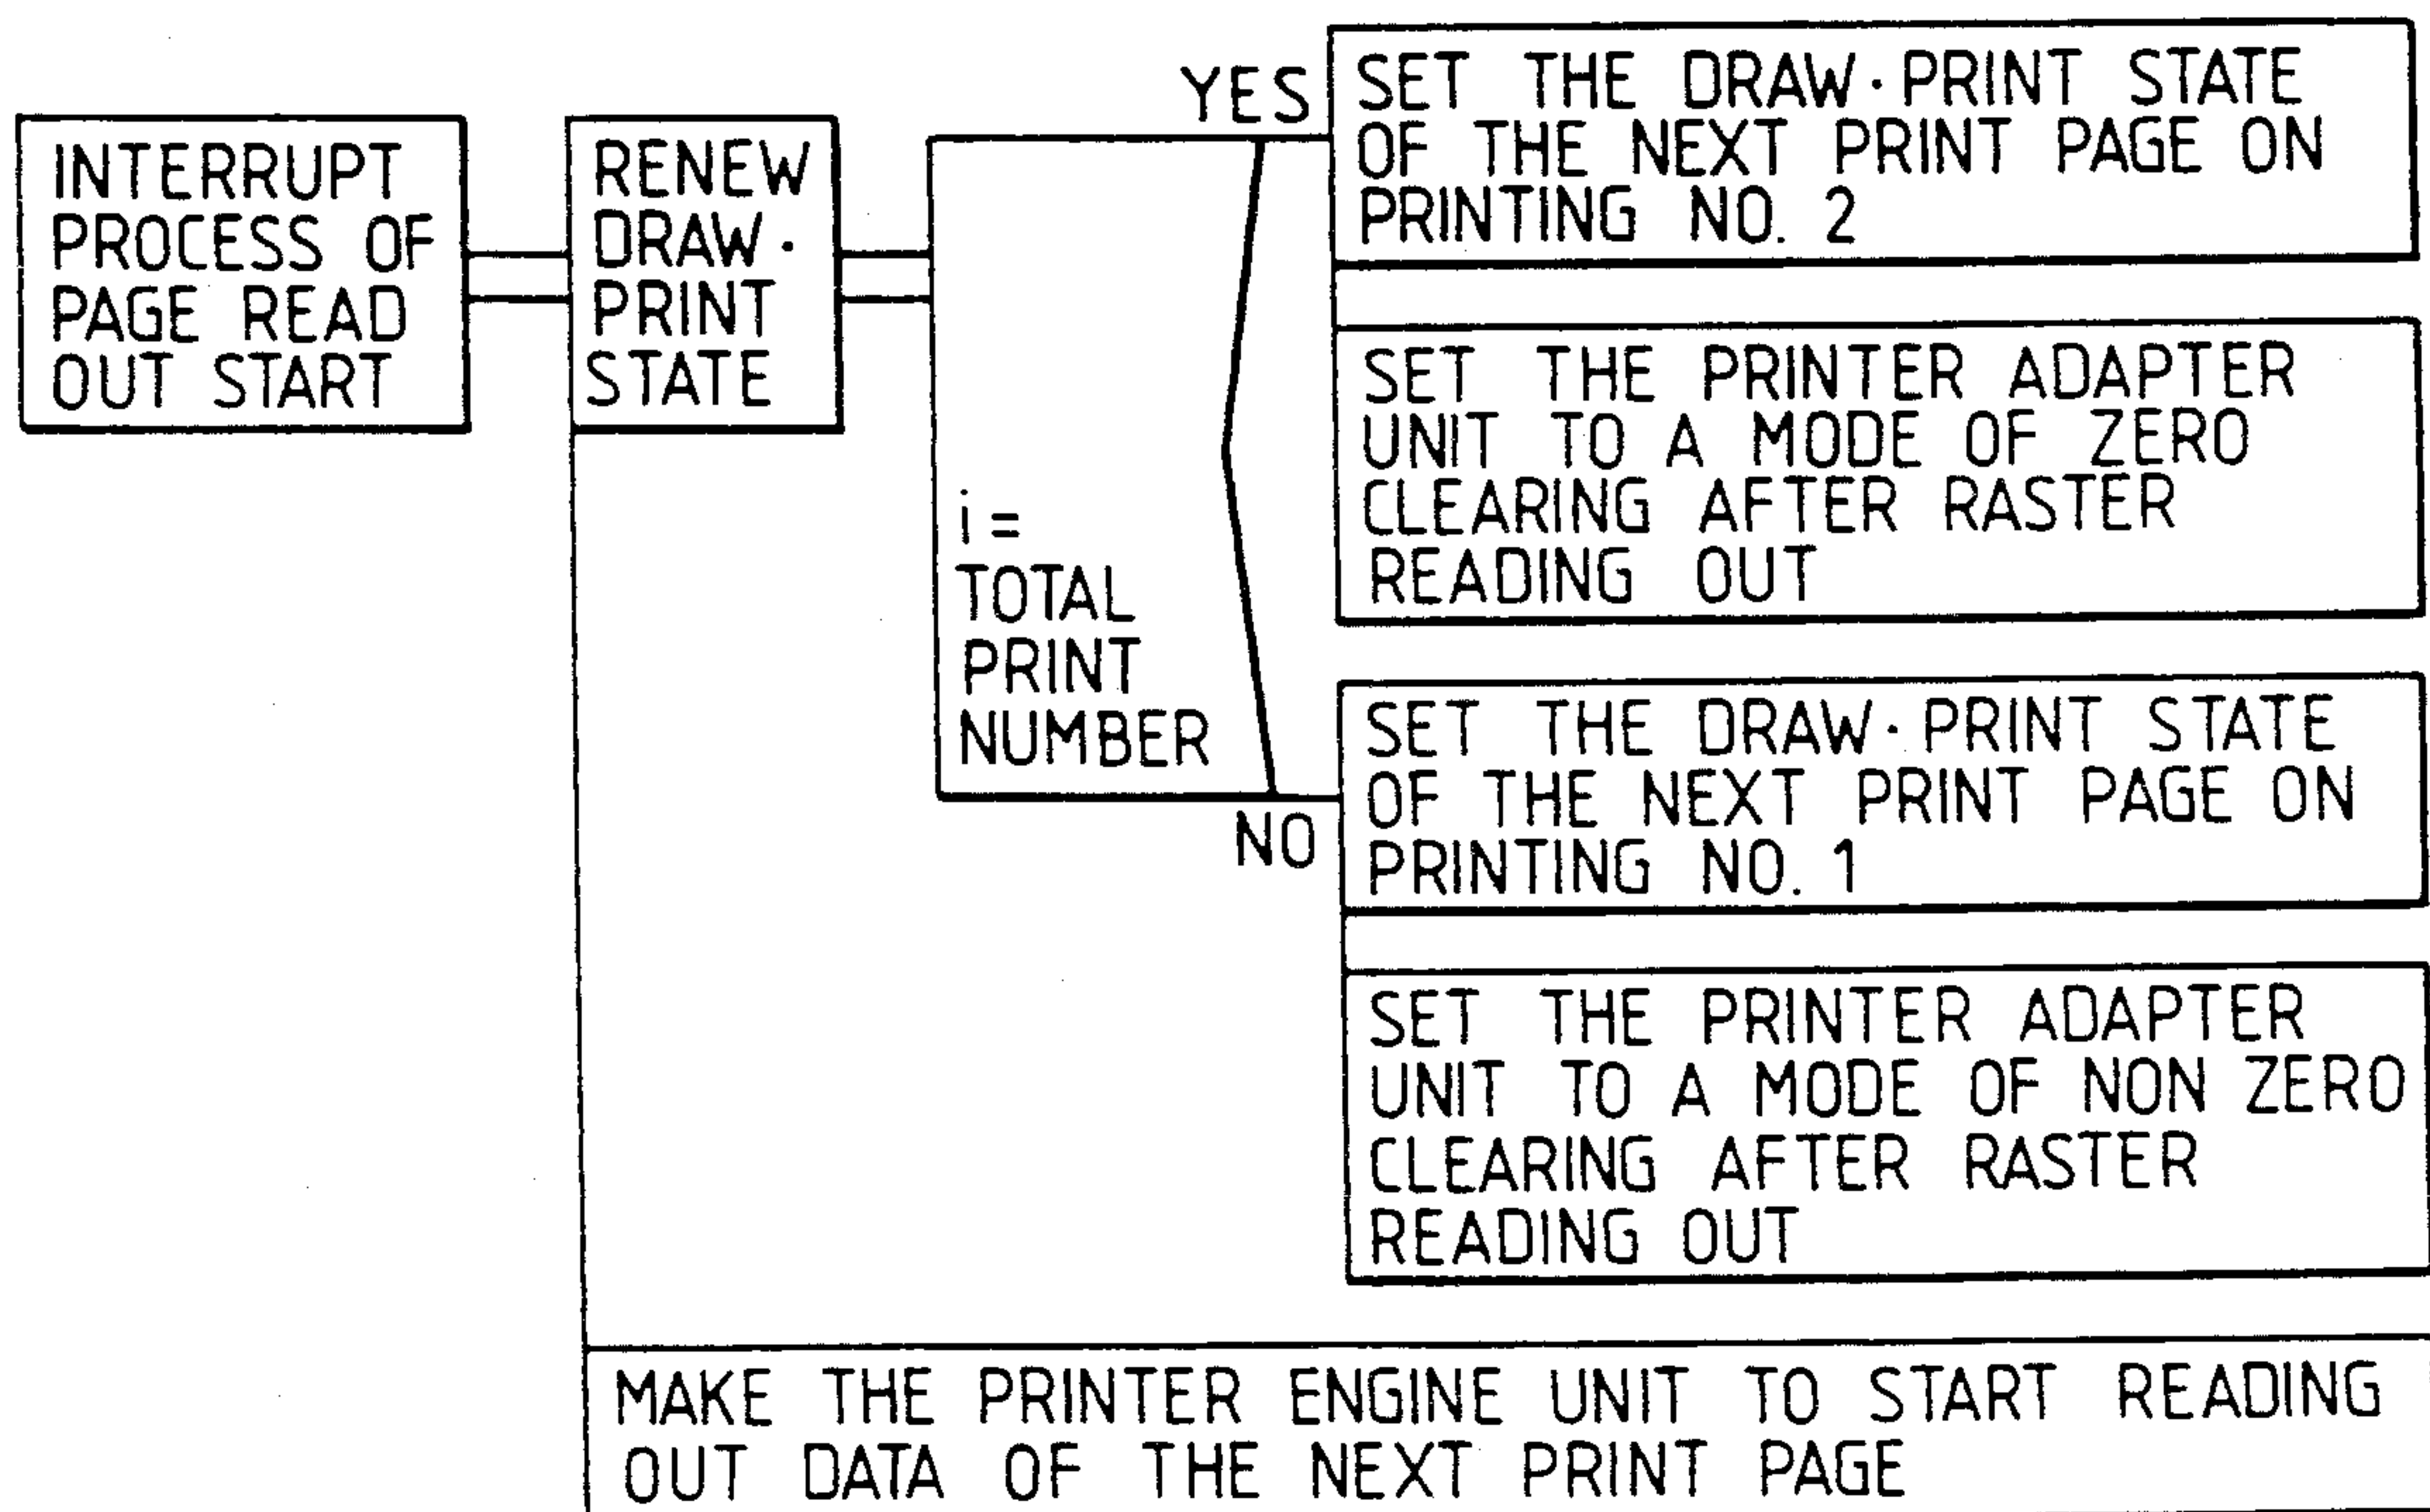 INTERRUPT
PROCESS OF
PAGE READ
OUT START
RENEW
DRAW·
PRINT
STATE
i =
TOTAL
PRINT
NUMBER
YES
SET THE DRAW·PRINT STATE
OF THE NEXT PRINT PAGE ON
PRINTING NO. 2
SET THE PRINTER ADAPTER
UNIT TO A MODE OF ZERO
CLEARING AFTER RASTER
READING OUT
NO
SET THE DRAW·PRINT STATE
OF THE NEXT PRINT PAGE ON
PRINTING NO. 1
SET THE PRINTER ADAPTER
UNIT TO A MODE OF NON ZERO
CLEARING AFTER RASTER
READING OUT
MAKE THE PRINTER ENGINE UNIT TO START READING
OUT DATA OF THE NEXT PRINT PAGE